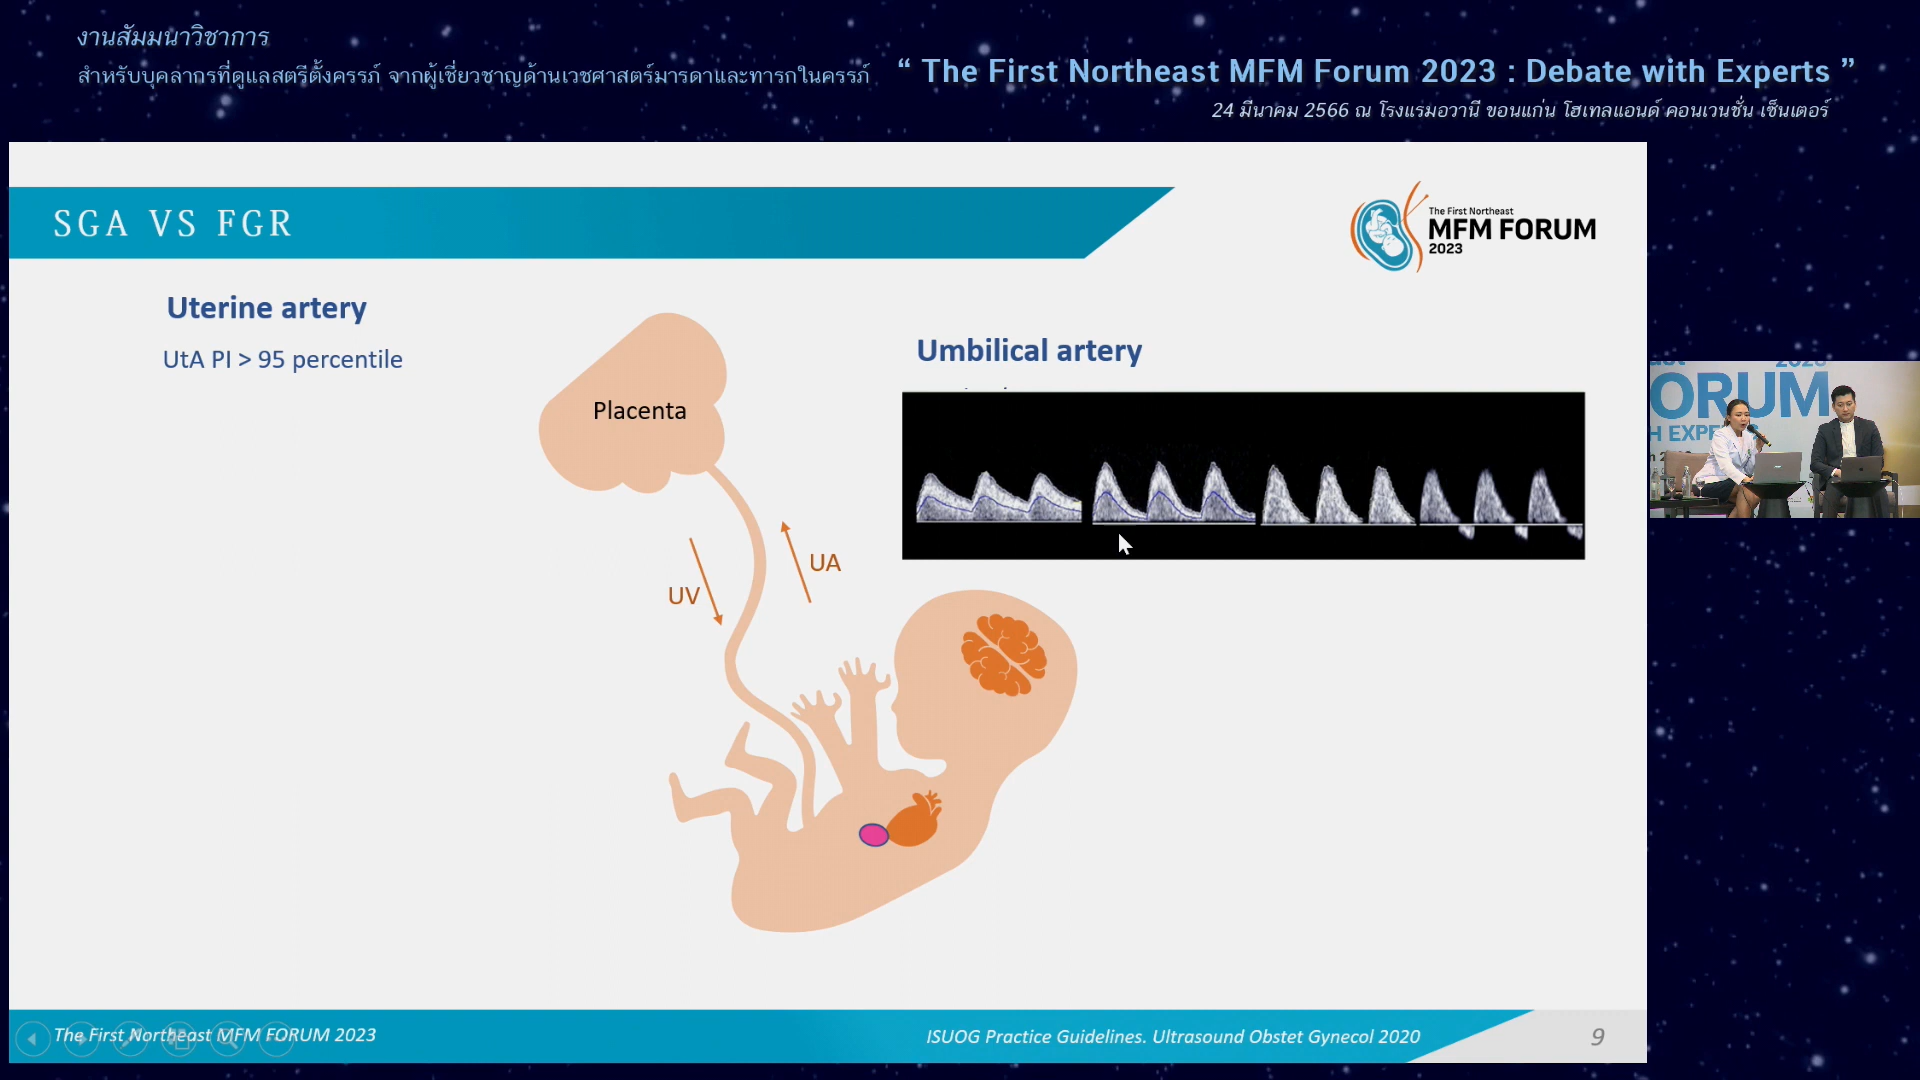 งานสัมมนาวิชาการ
สำหรับบุคลากรที่ดูแลสตรีตั้งครรภ์ จากผู้เชี่ยวชาญด้านเวชศาสตร์มารดาและทารกในครรภ์
“ The First Northeast MFM Forum 2023 : Debate with Experts ”
24 มีนาคม 2566 ณ โรงแรมอวานี ขอนแก่น โฮเทลแอนด์ คอนเวนชั่น เซ็นเตอร์
SGA VS FGR
The First Northeast
MFM FORUM
2023
Uterine artery
UtA PI > 95 percentile
Umbilical artery
Placenta
UA
UV
ORUM
The First Northeast MFM FORUM 2023
ISUOG Practice Guidelines. Ultrasound Obstet Gynecol 2020
9